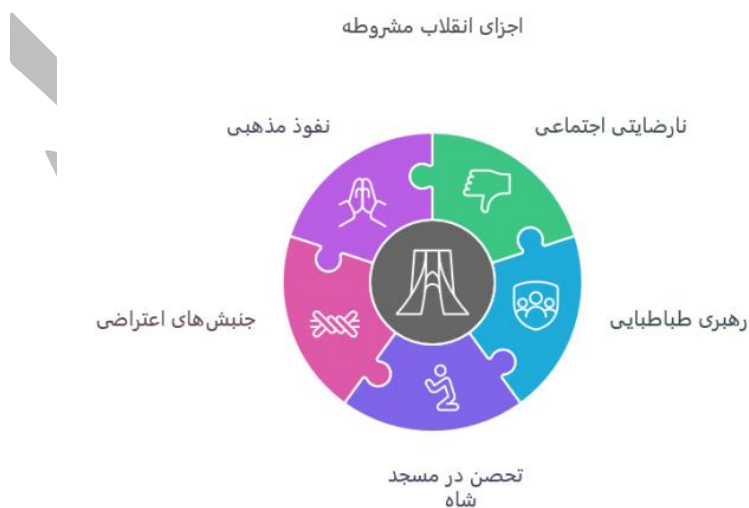 اجزای انقلاب مشروطه
نارضایتی اجتماعی
نفوذ مذهبی
رهبری طباطبایی
جنبش‌های اعتراضی
تحصن در مسجد
شاه